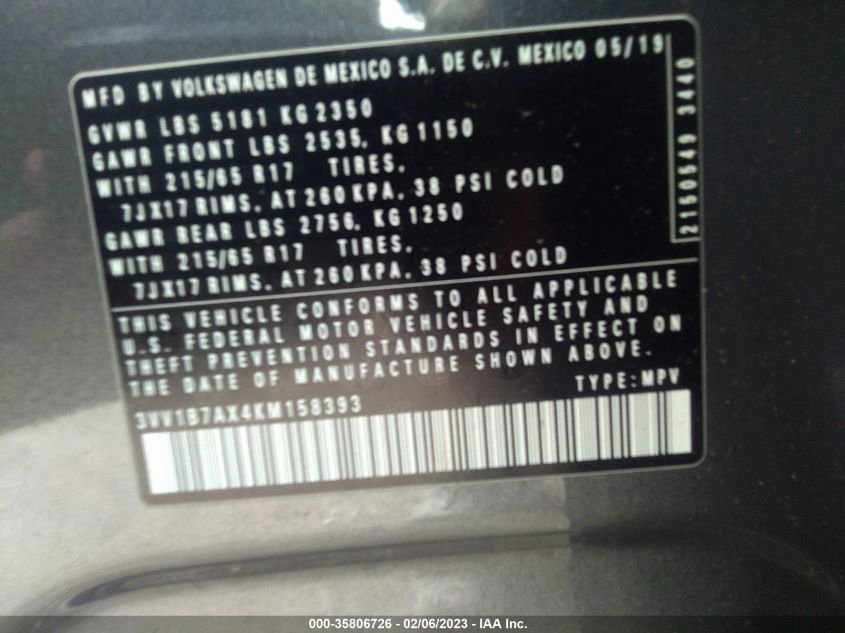 MFD BY VOLKSWAGEN DE MEXICO S.A. DE C.V. MEXICO 05/19
GVWR LBS 5181 KG 2350
GAWR FRONT LBS 2535, KG 1150
WITH 215/65 R17 TIRES,
7JX17 RIMS, AT 260 KPA, 38 PSI COLD
GAWR REAR LBS 2756, KG 1250
WITH 215/65 R17 TIRES,
7JX17 RIMS, AT 260 KPA, 38 PSI COLD
2150549 3440
THIS VEHICLE CONFORMS TO ALL APPLICABLE
U.S. FEDERAL MOTOR VEHICLE SAFETY AND
THEFT PREVENTION STANDARDS IN EFFECT ON
THE DATE OF MANUFACTURE SHOWN ABOVE.
TYPE:MPV
3VV1B7AX4KM158393
000-35806726 - 02/06/2023 - IAA Inc.